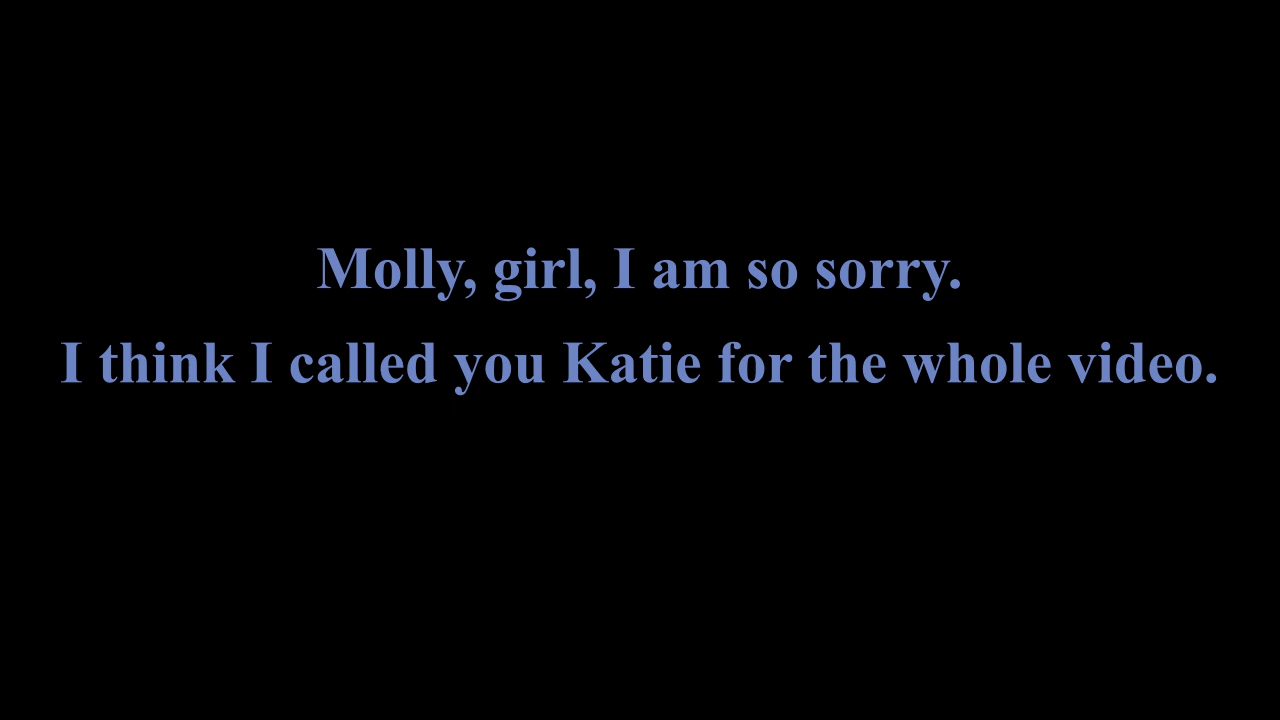 Molly, girl, I am so sorry.
I think I called you Katie for the whole video.